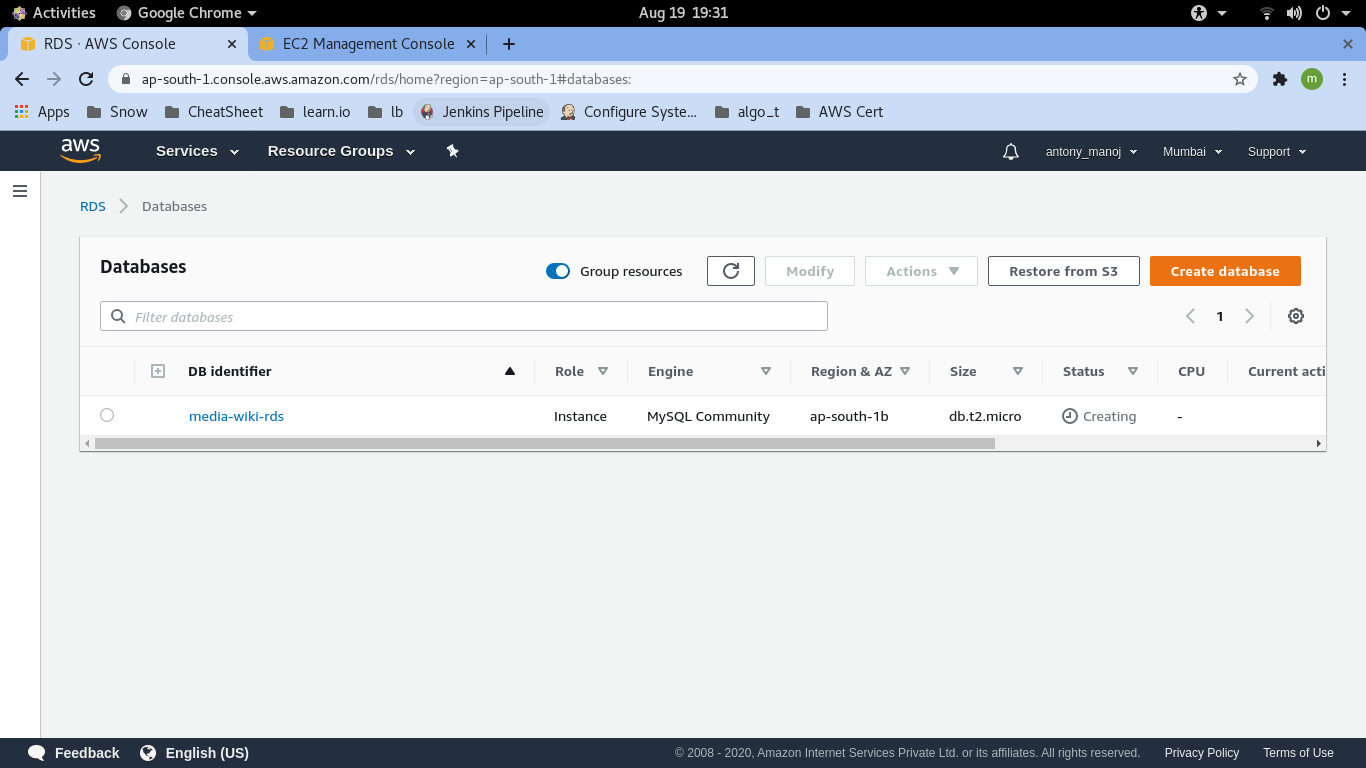 Activities Google Chrome Aug 19 19:31
RDS · AWS Console EC2 Management Console
ap-south-1.console.aws.amazon.com/rds/home?region=ap-south-1#databases: m
Apps Snow CheatSheet learn.io lb Jenkins Pipeline Configure Syste... algo_t AWS Cert
aws Services Resource Groups antony_manoj Mumbai Support
RDS Databases
Databases Group resources Modify Actions Restore from S3 Create database
Filter databases 1
DB identifier Role Engine Region & AZ Size Status CPU Current acti
media-wiki-rds Instance MySQL Community ap-south-1b db.t2.micro Creating -
Feedback English (US) © 2008 - 2020, Amazon Internet Services Private Ltd. or its affiliates. All rights reserved. Privacy Policy Terms of Use